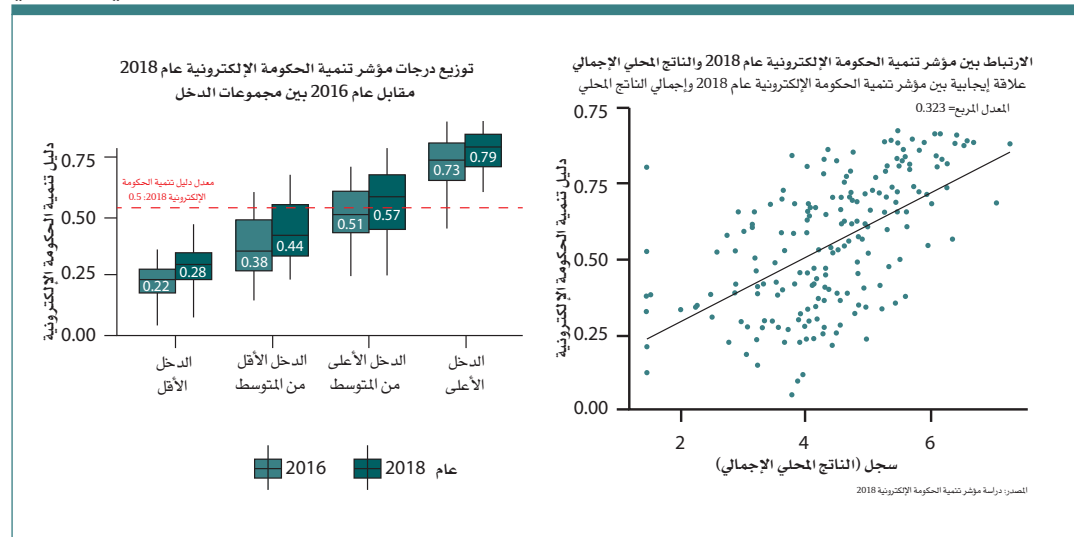 الارتباط بين مؤشر تنمية الحكومة الإلكترونية عام 2018 والناتج المحلي الإجمالي
علاقة إيجابية بين مؤشر تنمية الحكومة الإلكترونية عام 2018 وإجمالي الناتج المحلي
المعدل المربع= 0.323
دليل تنمية الحكومة الإلكترونية
0.75
0.75
0.50
0.25
0.00
2
4
6
سجل (الناتج المحلي الإجمالي)
المصدر: دراسة مؤشر تنمية الحكومة الإلكترونية 2018
توزيع درجات مؤشر تنمية الحكومة الإلكترونية عام 2018
مقابل عام 2016 بين مجموعات الدخل
دليل تنمية الحكومة الإلكترونية
0.75
0.50
0.25
0.00
معدل دليل تنمية الحكومة
الإلكترونية 2018: 0.5
0.22
0.28
0.38
0.44
0.51
0.57
0.73
0.79
الدخل
الأقل
الدخل الأقل
من المتوسط
الدخل الأعلى
من المتوسط
الدخل
الأعلى
2016
عام 2018